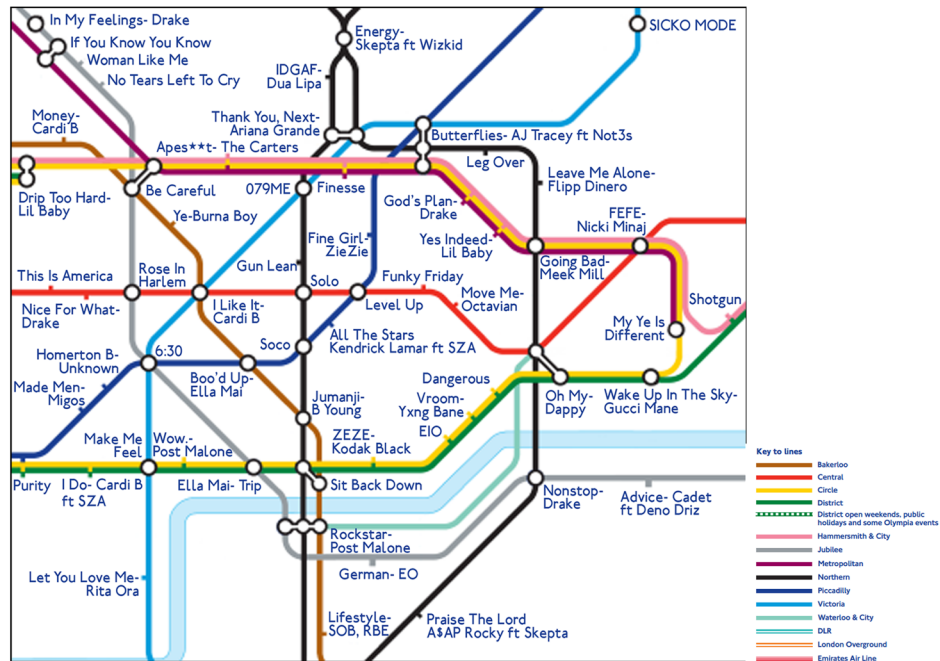 In My Feelings- Drake
If You Know You Know
Woman Like Me
No Tears Left To Cry
Energy-
Skepta ft Wizkid
SICKO MODE
IDGAF-
Dua Lipa
Money-
Cardi B
Thank You, Next-
Ariana Grande
Butterflies- AJ Tracey ft Not3s
Apes**t- The Carters
Leg Over
Drip Too Hard-
Lil Baby
Be Careful
079ME
Finesse
Leave Me Alone-
Flipp Dinero
God's Plan-
Drake
FEFE-
Nicki Minaj
Ye-Burna Boy
Fine Girl-
ZieZie
Yes Indeed-
Lil Baby
Going Bad-
Meek Mill
Gun Lean
This Is America
Rose In
Harlem
Solo
Funky Friday
Nice For What-
Drake
I Like It-
Cardi B
Level Up
Move Me-
Octavian
Shotgun
My Ye Is
Different
All The Stars
Kendrick Lamar ft SZA
Soco
Homerton B-
Unknown
6:30
Boo'd Up-
Ella Mai
Made Men-
Migos
Dangerous
Oh My-
Dappy
Wake Up In The Sky-
Gucci Mane
Vroom-
Yxng Bane
Jumanji-
B Young
EIO
Make Me
Feel
Wow.-
Post Malone
ZEZE-
Kodak Black
Purity
I Do- Cardi B
ft SZA
Ella Mai- Trip
Sit Back Down
Nonstop-
Drake
Advice- Cadet
ft Deno Driz
Rockstar-
Post Malone
German- EO
Let You Love Me-
Rita Ora
Lifestyle-
SOB, RBE
Praise The Lord
A$AP Rocky ft Skepta
Key to lines
Bakerloo
Central
Circle
District
District open weekends, public
holidays and some Olympia events
Hammersmith & City
Jubilee
Metropolitan
Northern
Piccadilly
Victoria
Waterloo & City
DLR
London Overground
Emirates Air Line